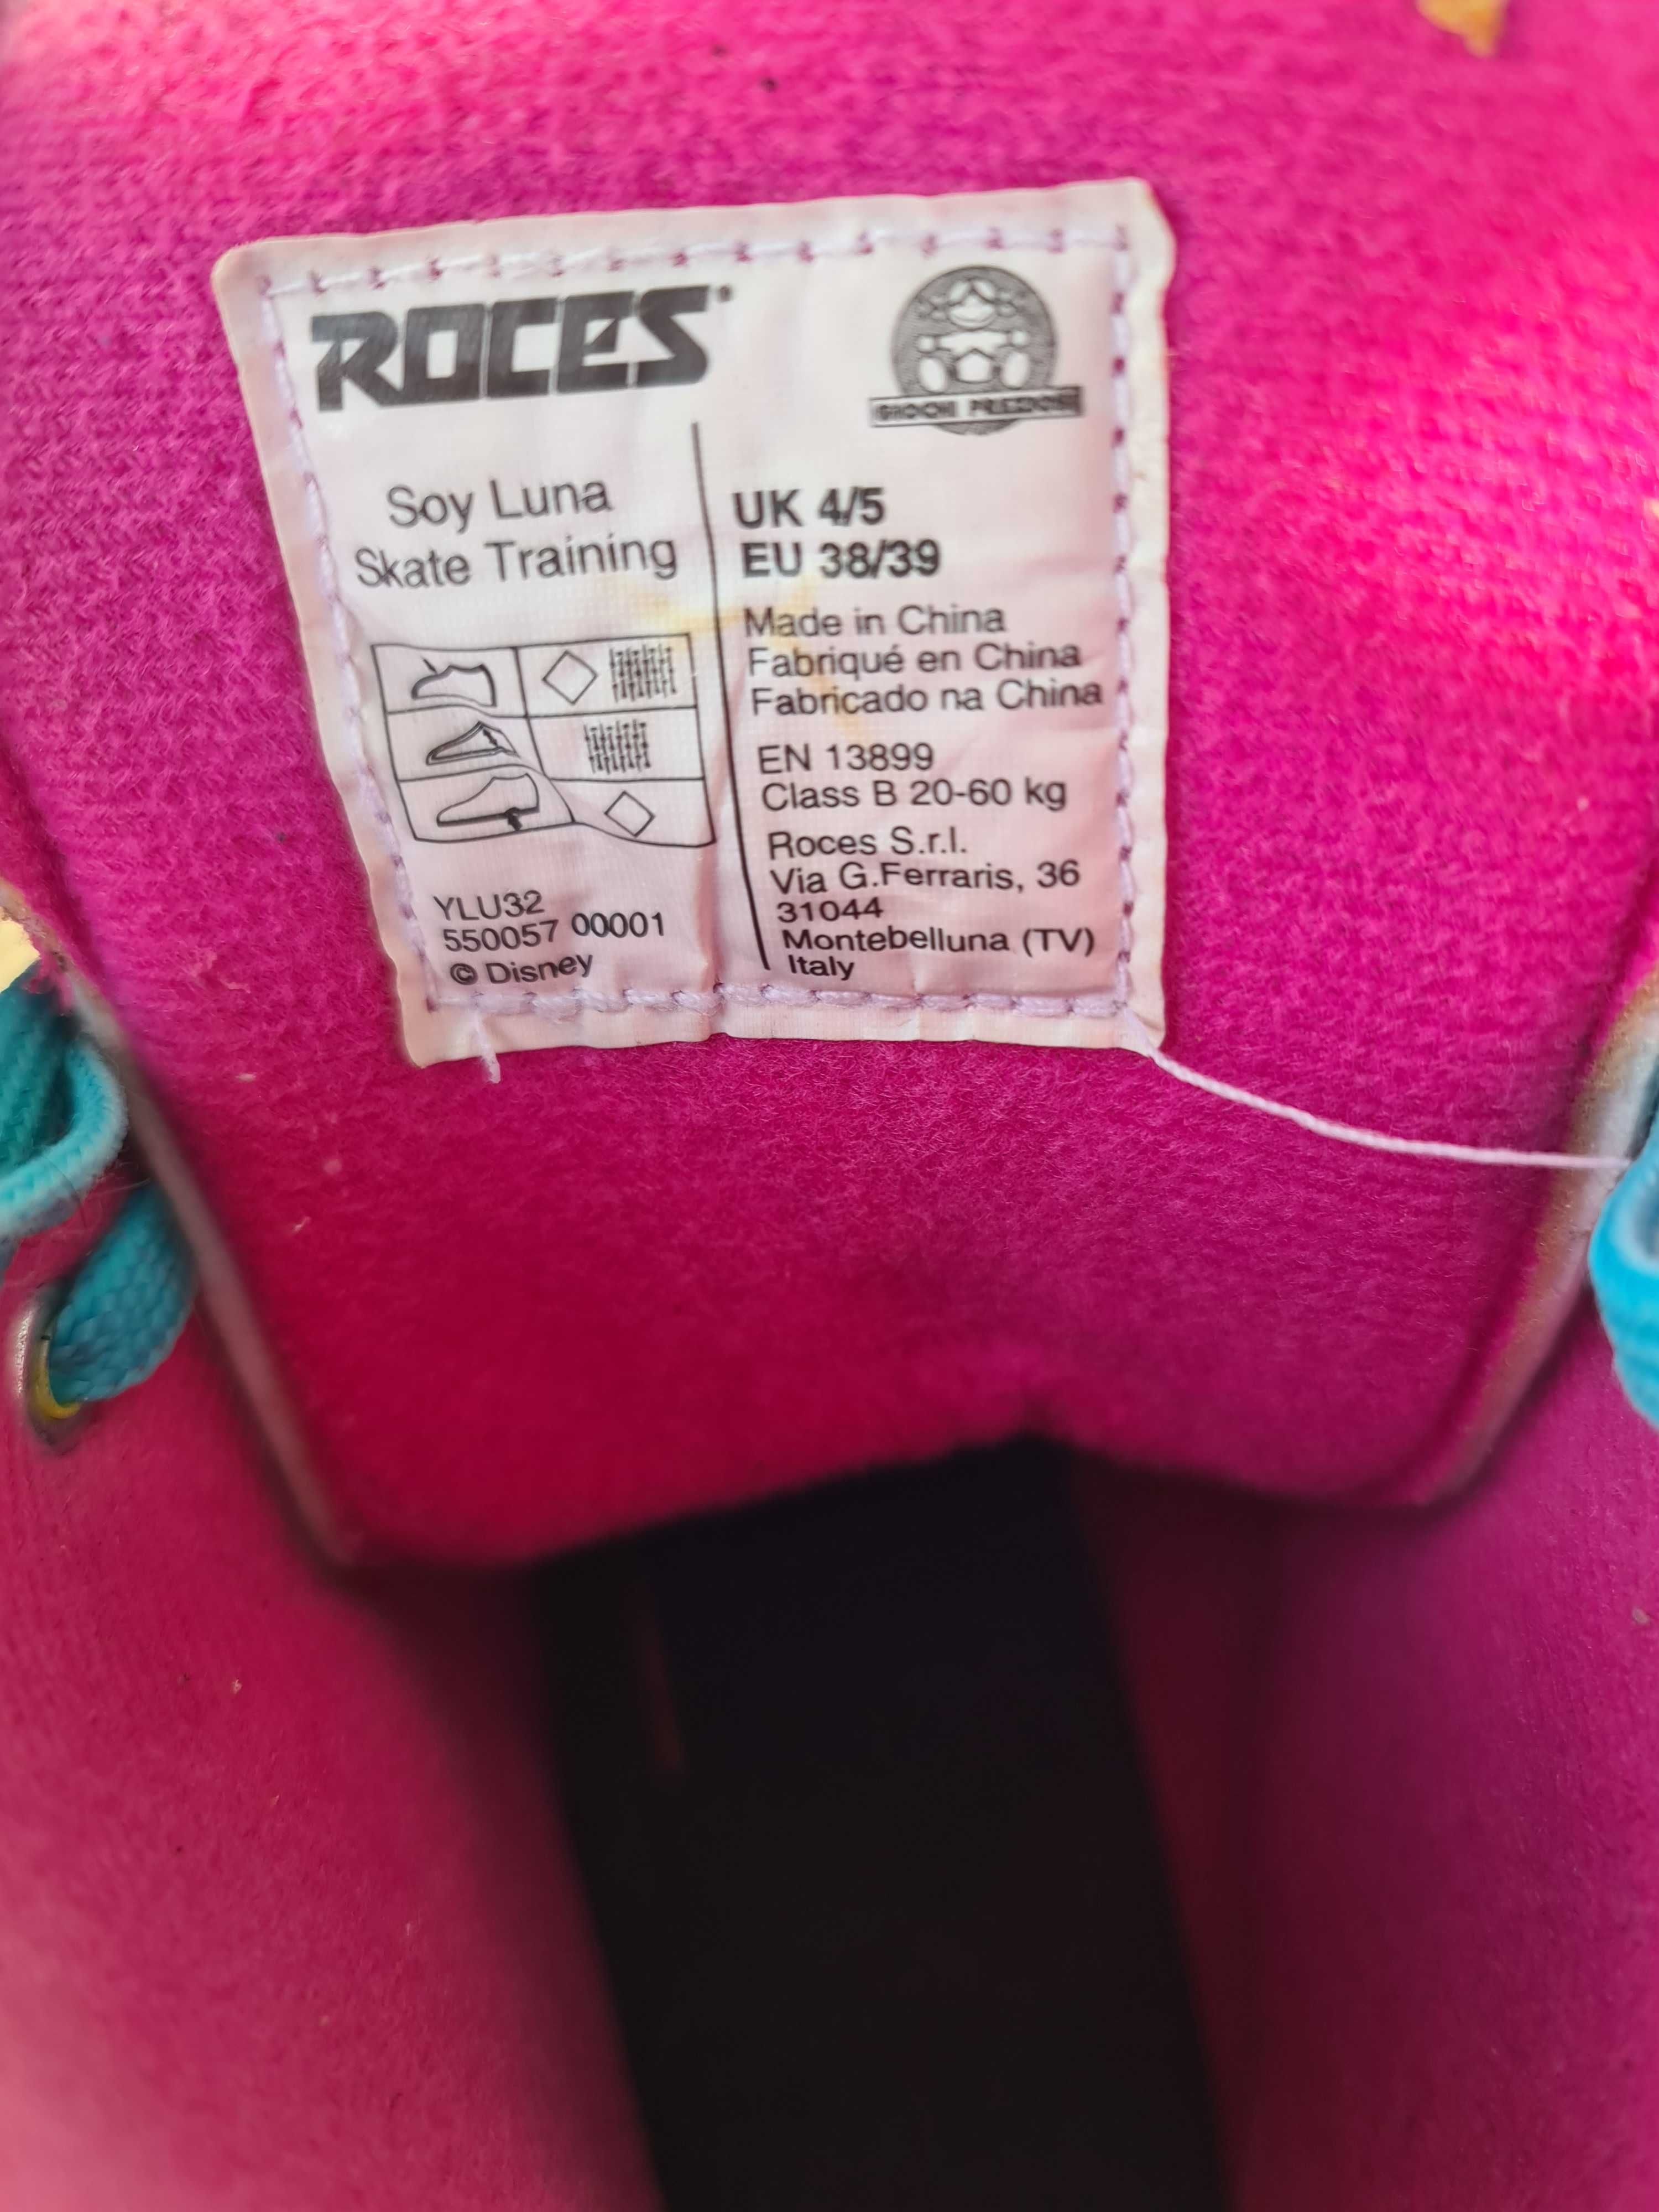 ROCES
GIOCHI PREZIOSI
Soy Luna
Skate Training
YLU32
550057 00001
© Disney
UK 4/5
EU 38/39
Made in China
Fabriqué en China
Fabricado na China
EN 13899
Class B 20-60 kg
Roces S.r.l.
Via G.Ferraris, 36
31044
Montebelluna (TV)
Italy